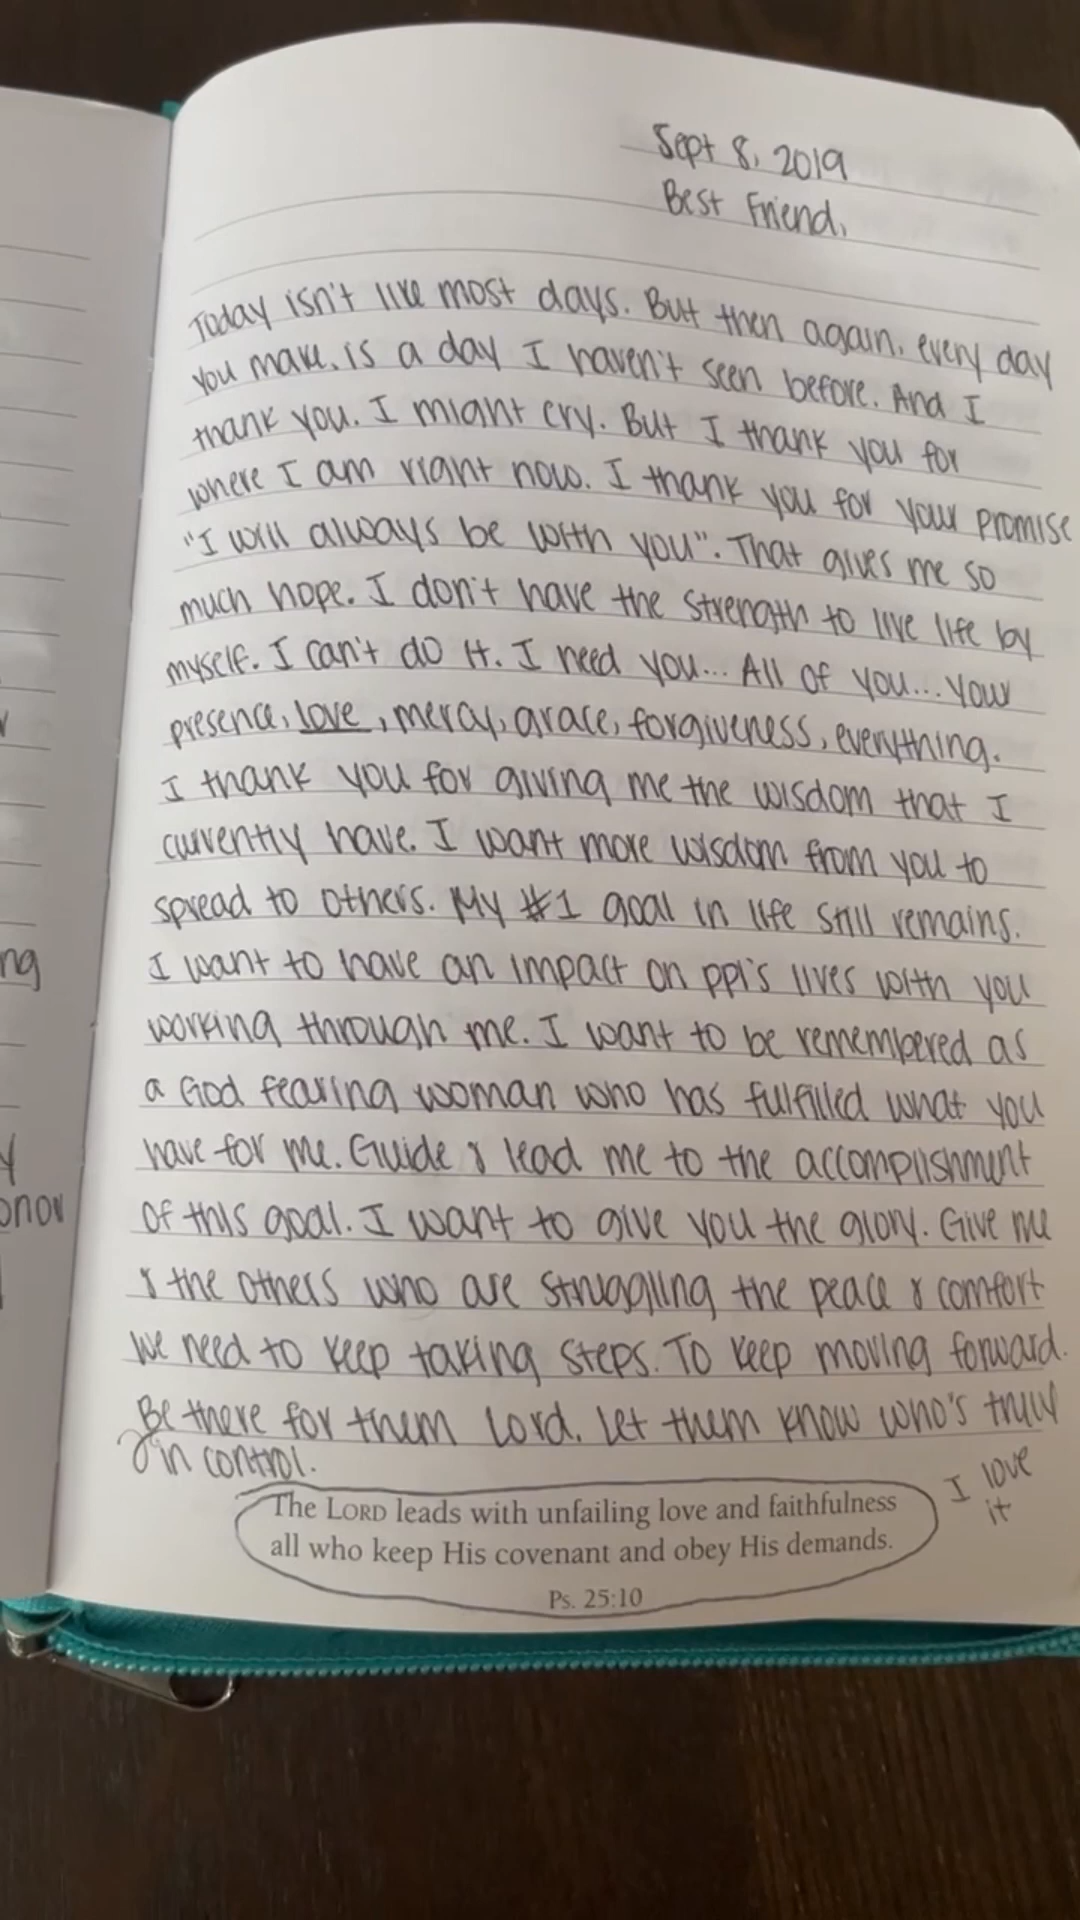 Sept 8, 2019
Best Friend,
Today isn't like most days. But then again, every day
you make, is a day I haven't seen before. And I
thank you. I might cry. But I thank you for
where I am right now. I thank you for your promise
"I will always be with you". That gives me so
much hope. I don't have the strength to live life by
myself. I can't do it. I need you... All of you... Your
presence, love, mercy, grace, forgiveness, everything.
I thank you for giving me the wisdom that I
currently have. I want more wisdom from you to
spread to others. My #1 goal in life still remains.
I want to have an impact on ppl's lives with you
working through me. I want to be remembered as
a God fearing woman who has fulfilled what you
have for me. Guide & lead me to the accomplishment
of this goal. I want to give you the glory. Give me
& the others who are struggling the peace & comfort
we need to keep taking steps. To keep moving forward.
Be there for them Lord. Let them know who's truly
in control.
The LORD leads with unfailing love and faithfulness
all who keep His covenant and obey His demands.
Ps. 25:10
I love
it
ng
onor